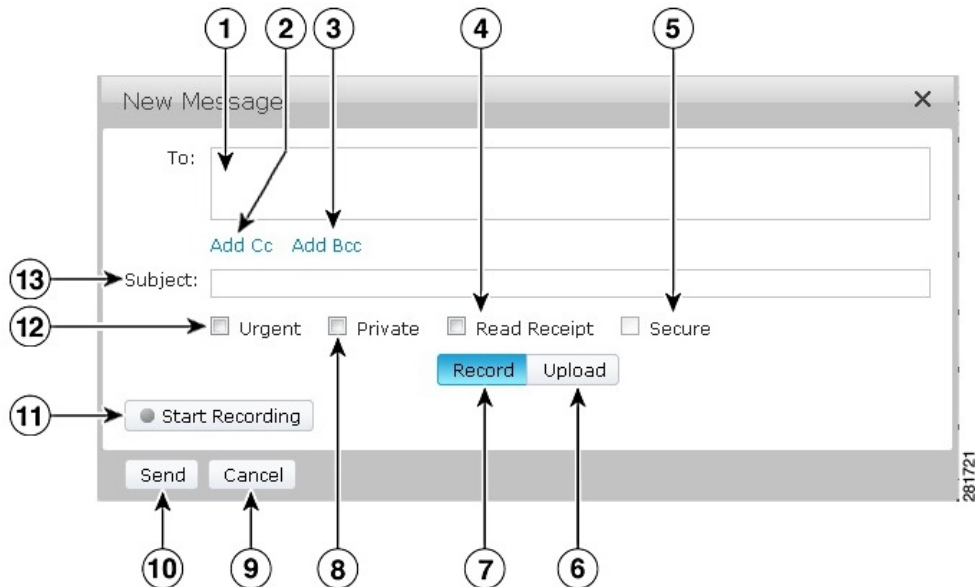 1 2 3 4 5
New Message ×
To:
Add Cc Add Bcc
13 Subject:
12 Urgent Private Read Receipt Secure
Record Upload
11 Start Recording
Send Cancel
10 9 8 7 6
281721